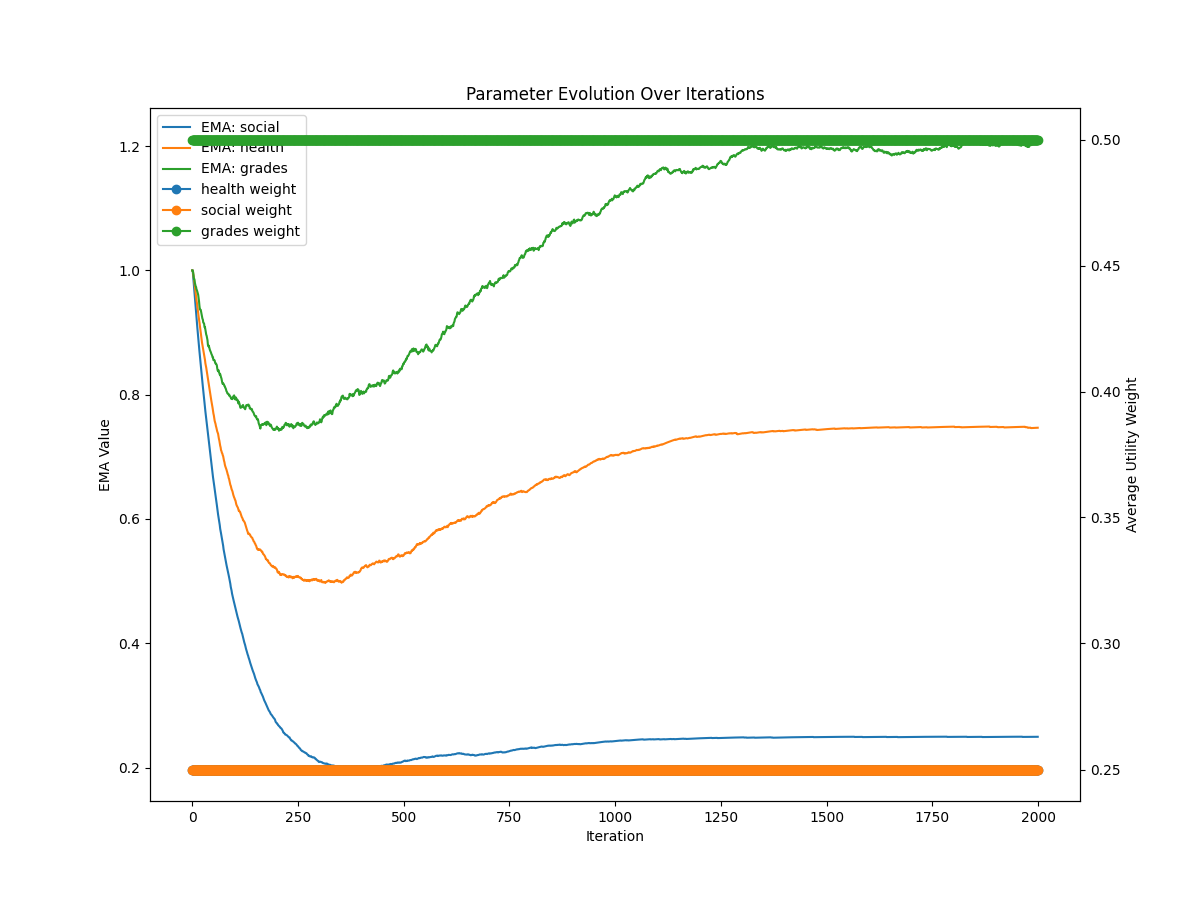 Parameter Evolution Over Iterations
EMA: social
EMA: health
EMA: grades
health weight
social weight
grades weight
EMA Value
1.2
1.0
0.8
0.6
0.4
0.2
0
250
500
750
1000
1250
1500
1750
2000
Iteration
0.50
0.45
0.40
0.35
0.30
0.25
Average Utility Weight